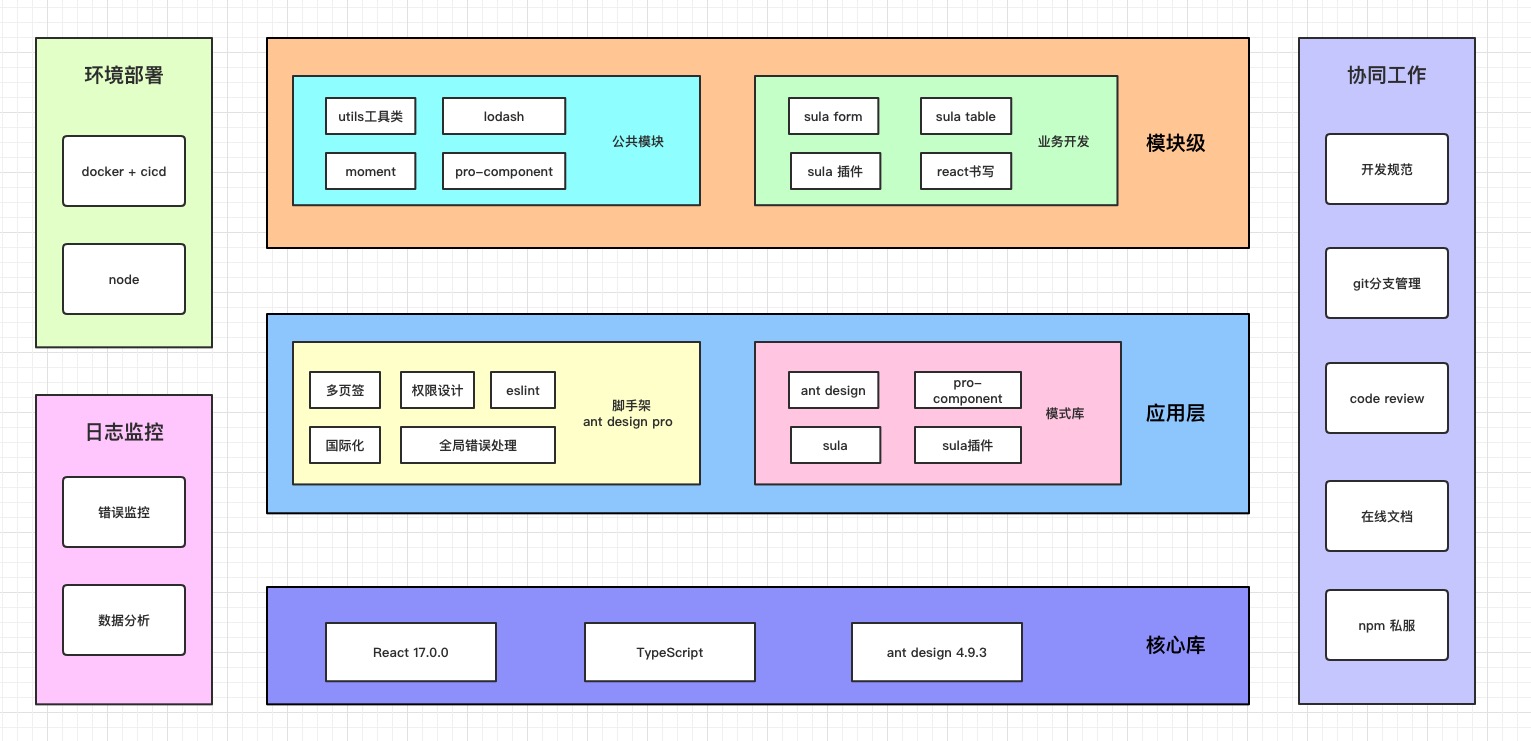 环境部署
docker + cicd
node
日志监控
错误监控
数据分析
utils工具类
lodash
moment
pro-component
公共模块
sula form
sula table
sula 插件
react书写
业务开发
模块级
多页签
权限设计
eslint
国际化
全局错误处理
脚手架
ant design pro
ant design
pro-
component
sula
sula插件
模式库
应用层
React 17.0.0
TypeScript
ant design 4.9.3
核心库
协同工作
开发规范
git分支管理
code review
在线文档
npm 私服